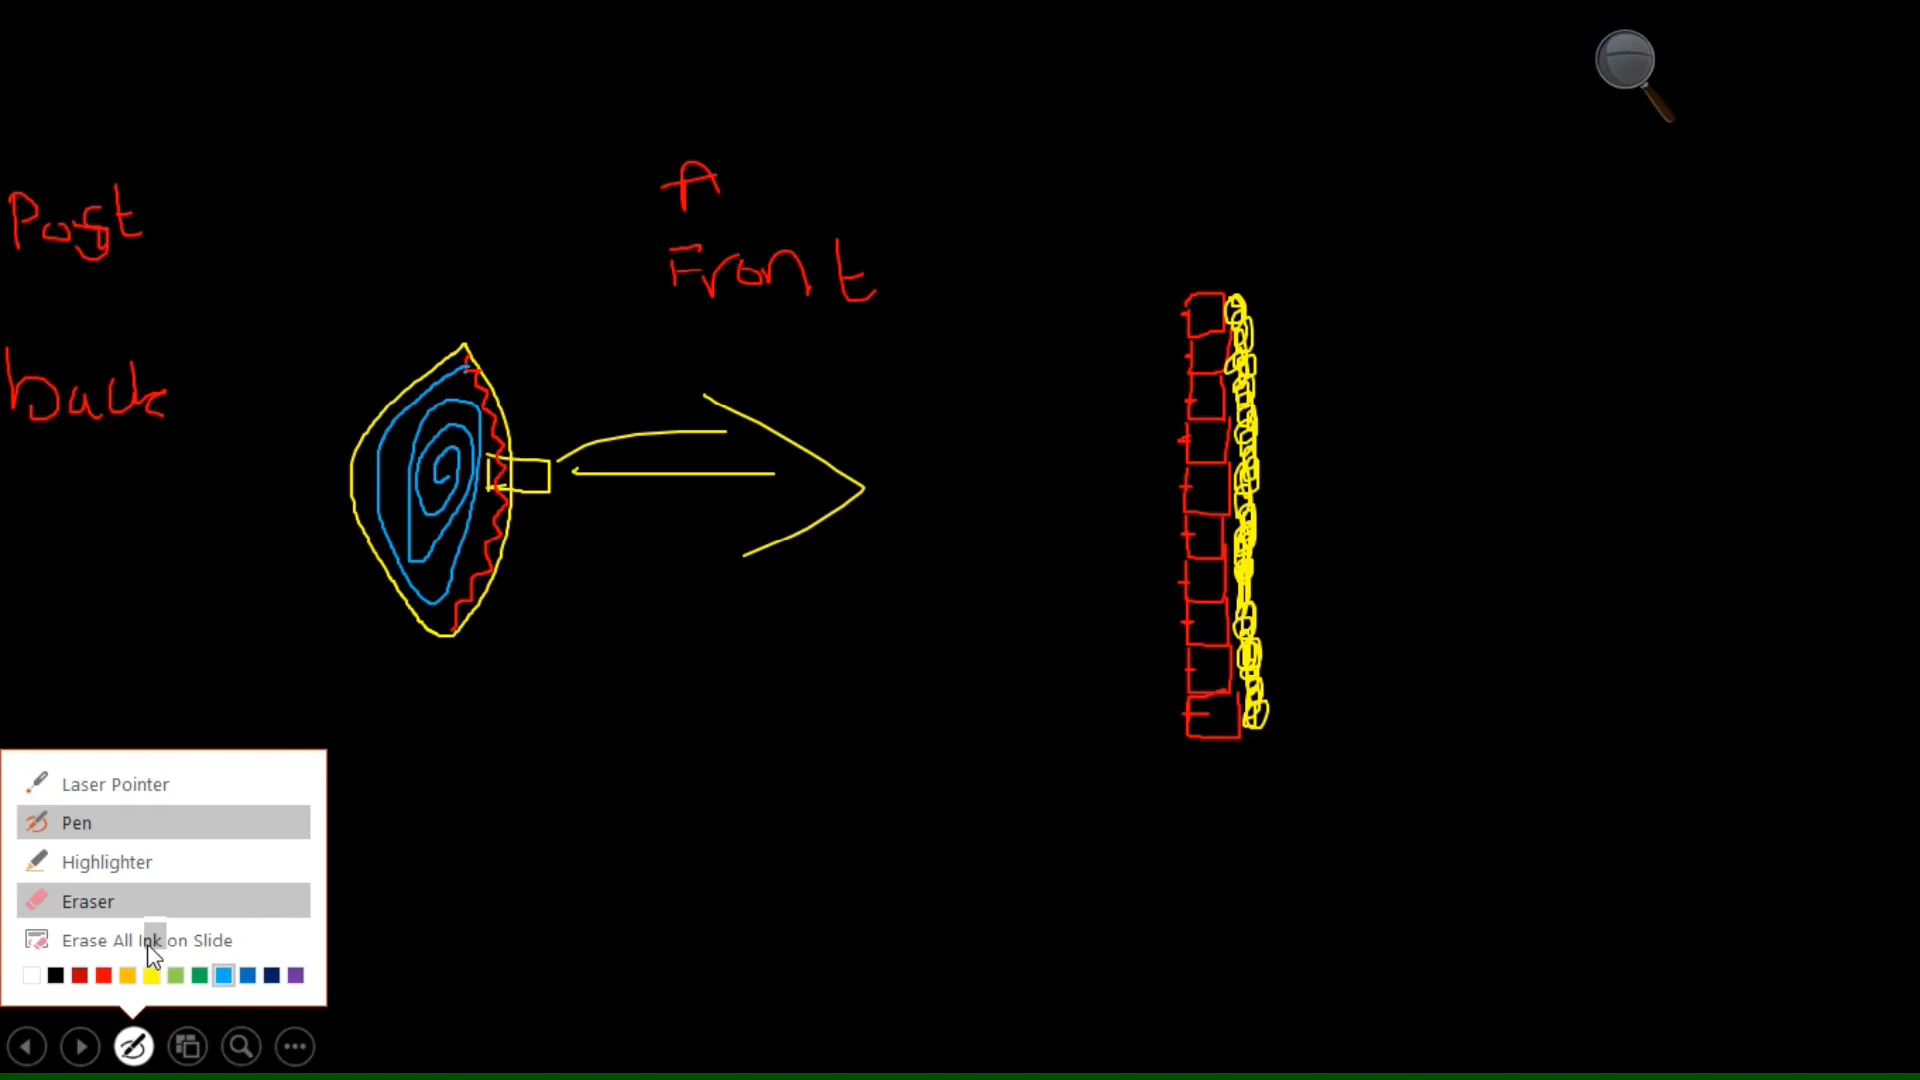 A
Post
Front
back
Laser Pointer
Pen
Highlighter
Eraser
Erase All Ink on Slide